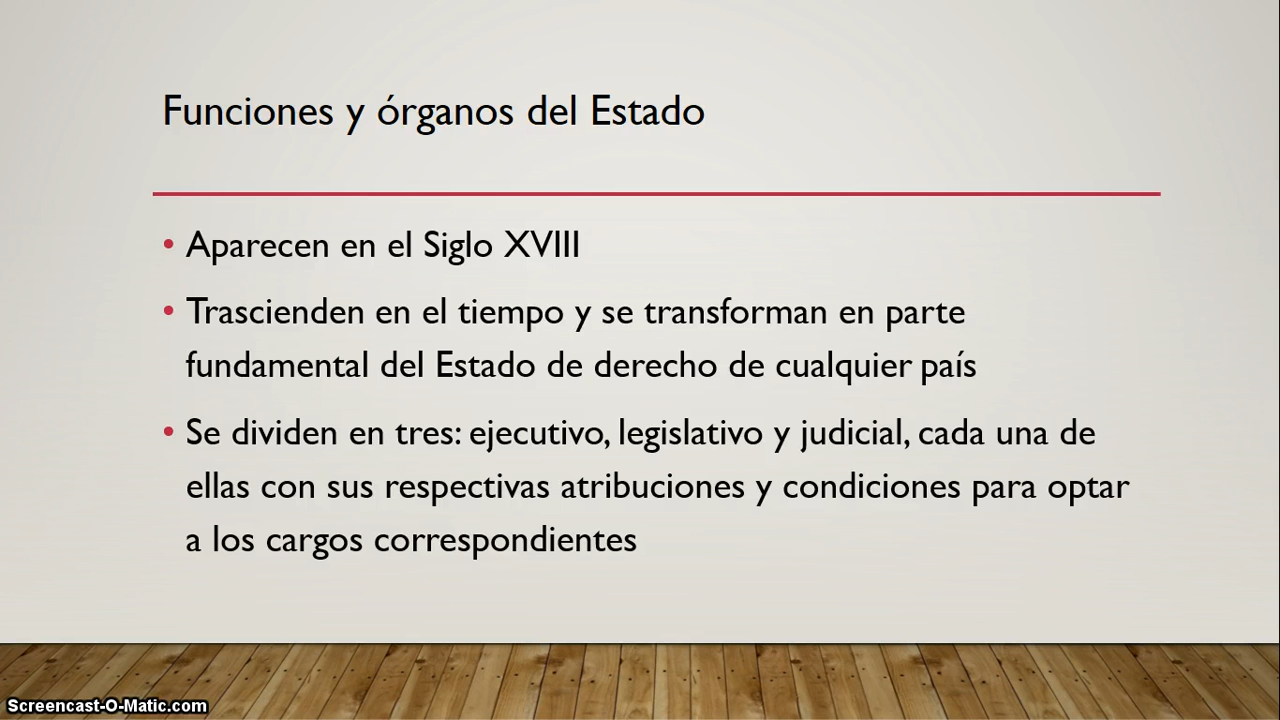 Funciones y órganos del Estado
• Aparecen en el Siglo XVIII
• Trascienden en el tiempo y se transforman en parte
fundamental del Estado de derecho de cualquier país
• Se dividen en tres: ejecutivo, legislativo y judicial, cada una de
ellas con sus respectivas atribuciones y condiciones para optar
a los cargos correspondientes
Screencast-O-Matic.com